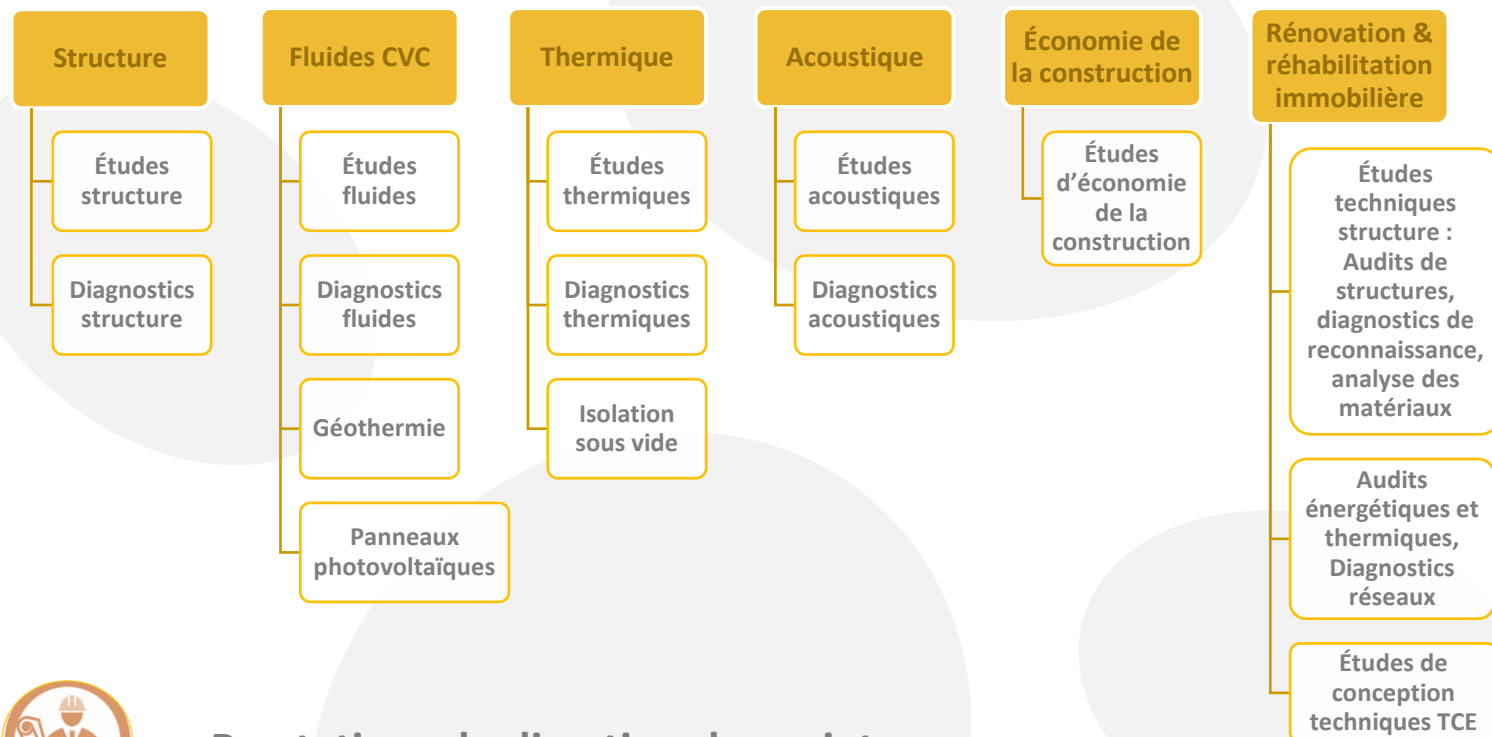 Structure
Études
structure
Diagnostics
structure
Fluides CVC
Études
fluides
Diagnostics
fluides
Géothermie
Panneaux
photovoltaïques
Thermique
Études
thermiques
Diagnostics
thermiques
Isolation
sous vide
Acoustique
Études
acoustiques
Diagnostics
acoustiques
Économie de
la construction
Études
d’économie
de la
construction
Rénovation &
réhabilitation
immobilière
Études
techniques
structure :
Audits de
structures,
diagnostics de
reconnaissance,
analyse des
matériaux
Audits
énergétiques et
thermiques,
Diagnostics
réseaux
Études de
conception
techniques TCE